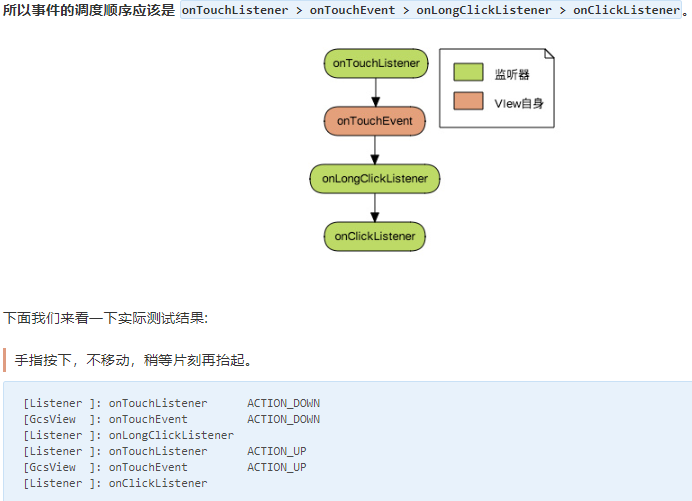 所以事件的调度顺序应该是 onTouchListener > onTouchEvent > onLongClickListener > onClickListener。
onTouchListener
监听器
VIew自身
onTouchEvent
onLongClickListener
onClickListener
下面我们来看一下实际测试结果:
手指按下，不移动，稍等片刻再抬起。
[Listener ]: onTouchListener ACTION_DOWN
[GcsView ]: onTouchEvent ACTION_DOWN
[Listener ]: onLongClickListener
[Listener ]: onTouchListener ACTION_UP
[GcsView ]: onTouchEvent ACTION_UP
[Listener ]: onClickListener